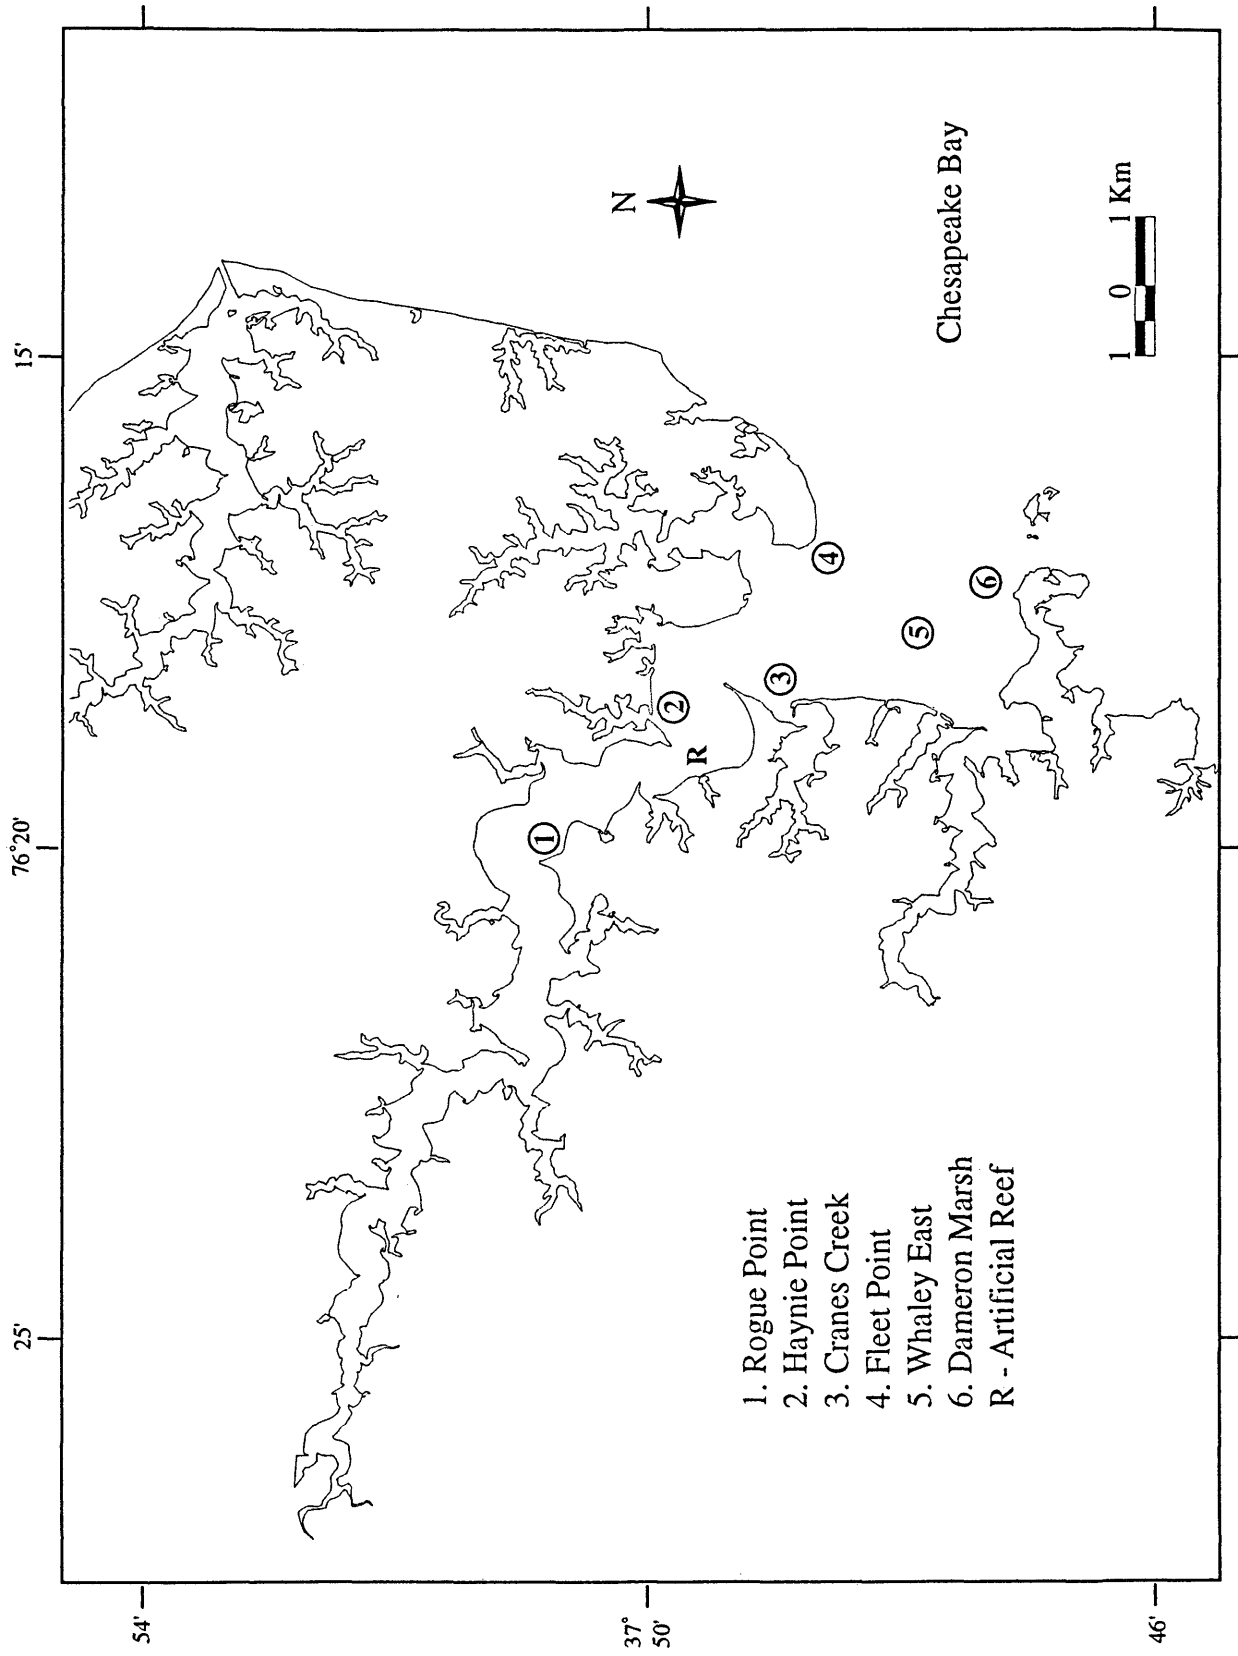 54'
37°
50'
46'
25'
76°20'
15'
1. Rogue Point
2. Haynie Point
3. Cranes Creek
4. Fleet Point
5. Whaley East
6. Dameron Marsh
R - Artificial Reef
1
2
R
3
4
5
6
N
Chesapeake Bay
1 0 1 Km